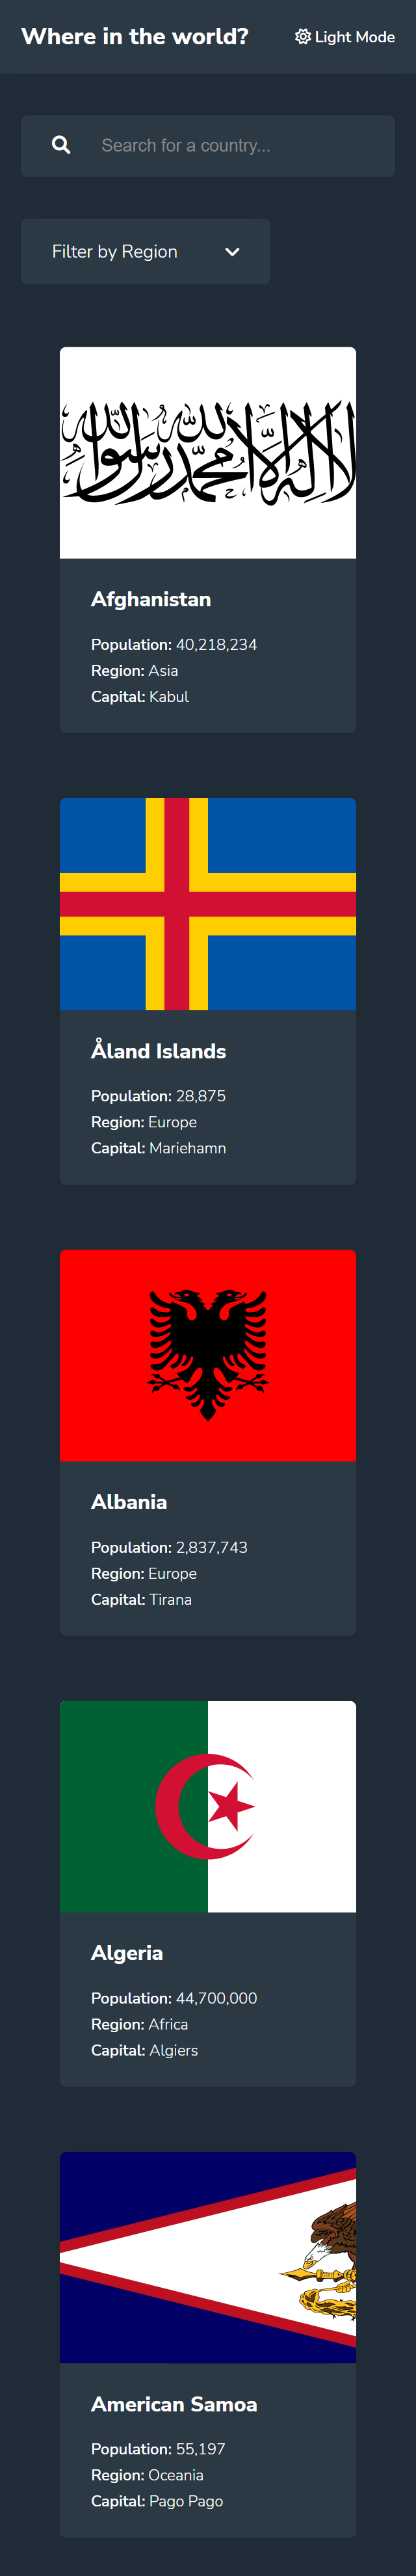 Where in the world?
Light Mode
Search for a country...
Filter by Region
لا إله إلا الله محمد رسول الله
Afghanistan
Population: 40,218,234
Region: Asia
Capital: Kabul
Åland Islands
Population: 28,875
Region: Europe
Capital: Mariehamn
Albania
Population: 2,837,743
Region: Europe
Capital: Tirana
Algeria
Population: 44,700,000
Region: Africa
Capital: Algiers
American Samoa
Population: 55,197
Region: Oceania
Capital: Pago Pago